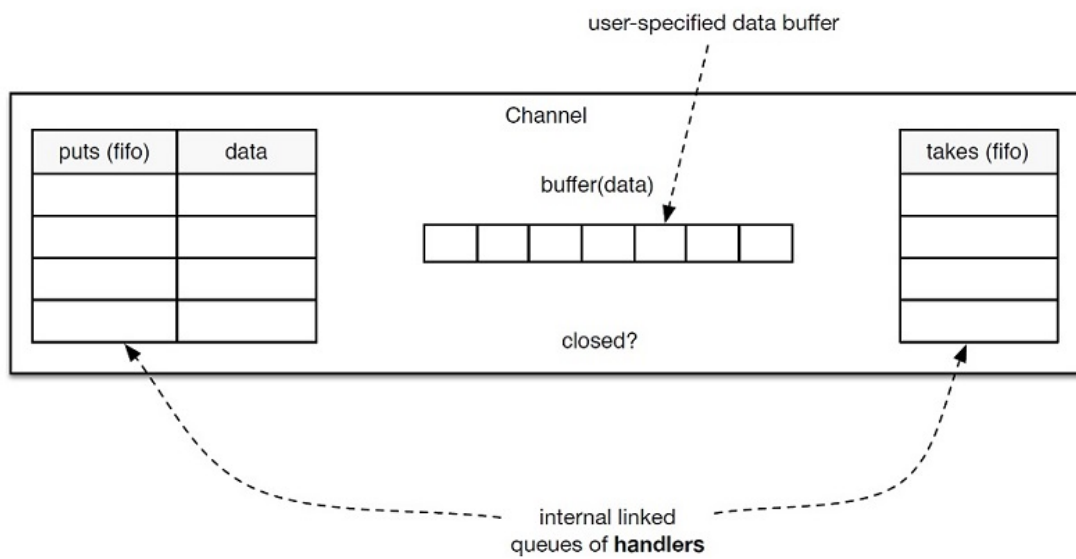 user-specified data buffer
Channel
puts (fifo)
data
takes (fifo)
buffer(data)
closed?
internal linked
queues of handlers